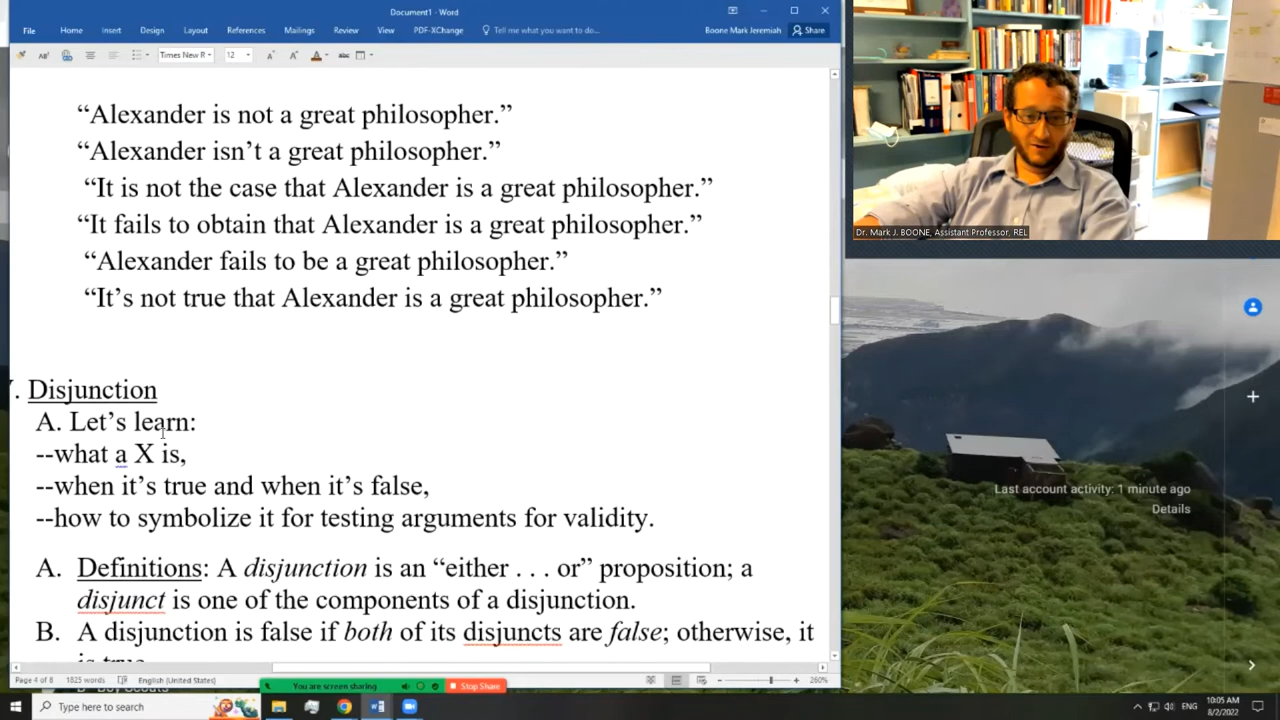 Document1 - Word
File Home Insert Design Layout References Mailings Review View PDF-XChange Tell me what you want to do... Boone Mark Jeremiah Share
Times New R 12
“Alexander is not a great philosopher.”
“Alexander isn’t a great philosopher.”
“It is not the case that Alexander is a great philosopher.”
“It fails to obtain that Alexander is a great philosopher.”
“Alexander fails to be a great philosopher.”
“It’s not true that Alexander is a great philosopher.”
. Disjunction
A. Let’s learn:
--what a X is,
--when it’s true and when it’s false,
--how to symbolize it for testing arguments for validity.
A. Definitions: A disjunction is an “either . . . or” proposition; a
disjunct is one of the components of a disjunction.
B. A disjunction is false if both of its disjuncts are false; otherwise, it
is true
Page 4 of 8 1825 words English (United States) 260%
You are screen sharing Stop Share
Type here to search
Dr. Mark J. BOONE, Assistant Professor, REL
Last account activity: 1 minute ago
Details
ENG
10:05 AM
8/2/2022